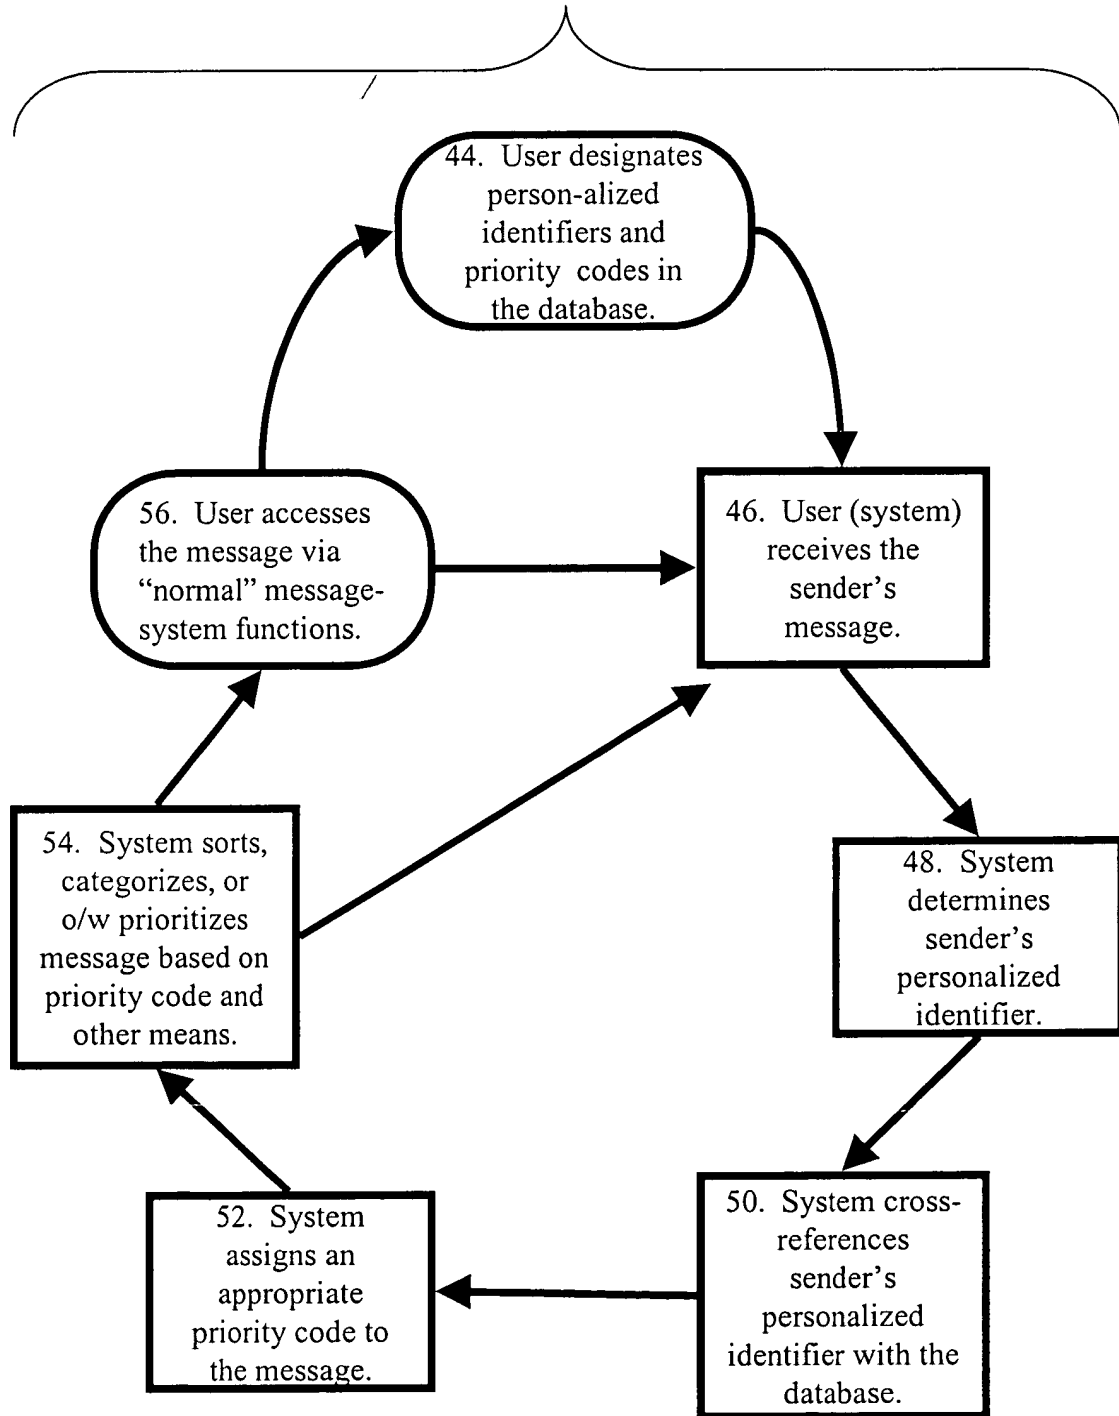 44. User designates
person-alized
identifiers and
priority codes in
the database.
56. User accesses
the message via
“normal” message-
system functions.
46. User (system)
receives the
sender’s
message.
54. System sorts,
categorizes, or
o/w prioritizes
message based on
priority code and
other means.
48. System
determines
sender’s
personalized
identifier.
52. System
assigns an
appropriate
priority code to
the message.
50. System cross-
references
sender’s
personalized
identifier with the
database.